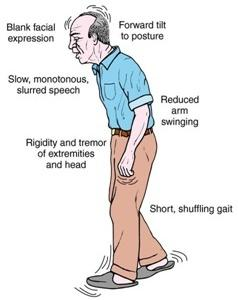 Blank facial
expression
Forward tilt
to posture
Slow, monotonous,
slurred speech
Reduced
arm
swinging
Rigidity and tremor
of extremities
and head
Short, shuffling gait